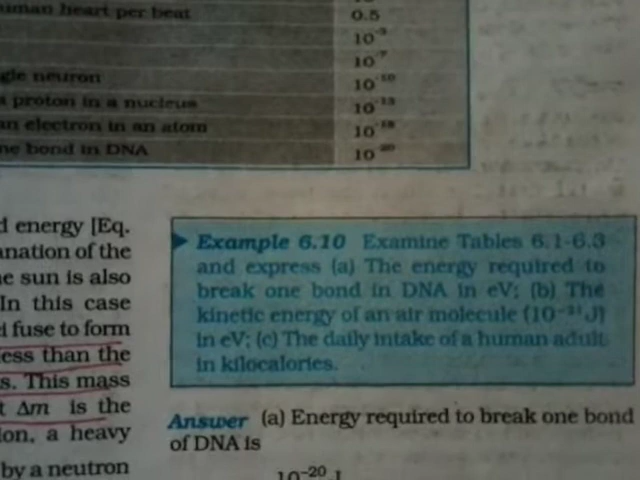 human heart per beat
0.5
10⁻³
10⁻⁷
gle neuron
10⁻¹⁰
a proton in a nucleus
10⁻¹³
an electron in an atom
10⁻¹⁸
ne bond in DNA
10⁻²⁰
d energy [Eq.
anation of the
he sun is also
In this case
i fuse to form
less than the
s. This mass
t Δm is the
ion, a heavy
by a neutron
Example 6.10 Examine Tables 6.1-6.3
and express (a) The energy required to
break one bond in DNA in eV; (b) The
kinetic energy of an air molecule (10⁻²¹ J)
in eV; (c) The daily intake of a human adult
in kilocalories.
Answer (a) Energy required to break one bond
of DNA is
10⁻²⁰ J